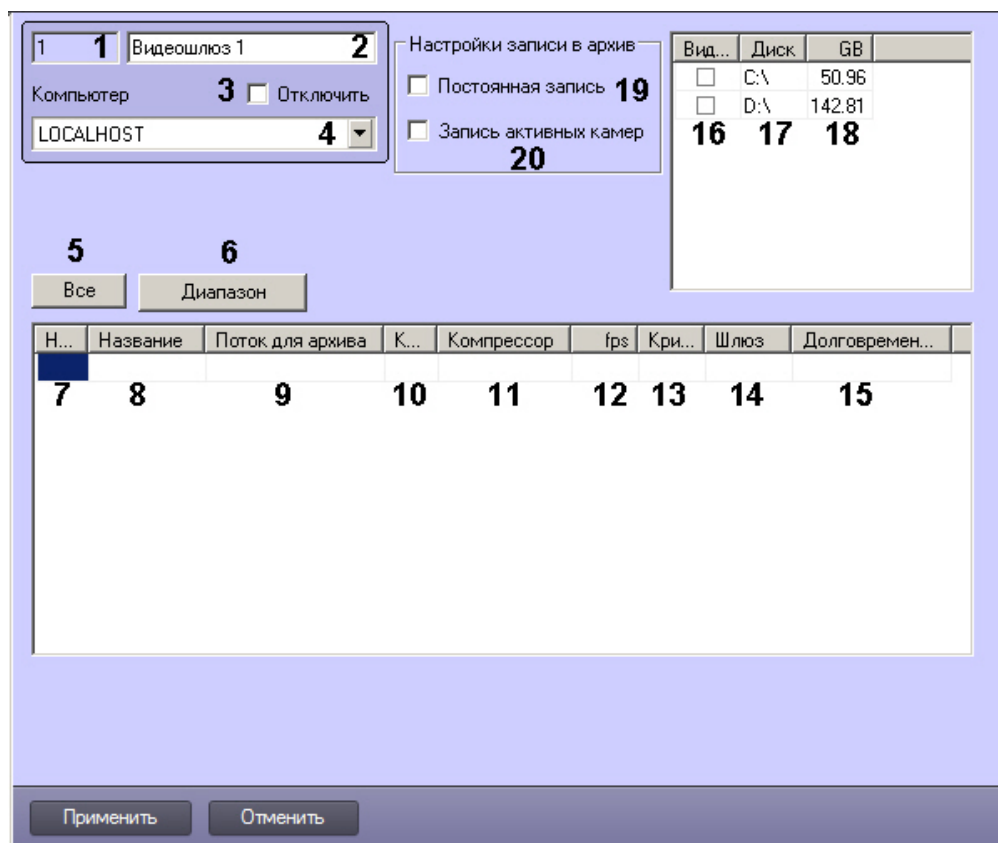 1 1 Видеошлюз 1 2
Компьютер 3 Отключить
LOCALHOST 4
Настройки записи в архив
Постоянная запись 19
Запись активных камер
20
Вид... Диск GB
C:\ 50.96
D:\ 142.81
16 17 18
5 6
Все Диапазон
Н... Название Поток для архива К... Компрессор fps Кри... Шлюз Долговремен...
7 8 9 10 11 12 13 14 15
Применить Отменить